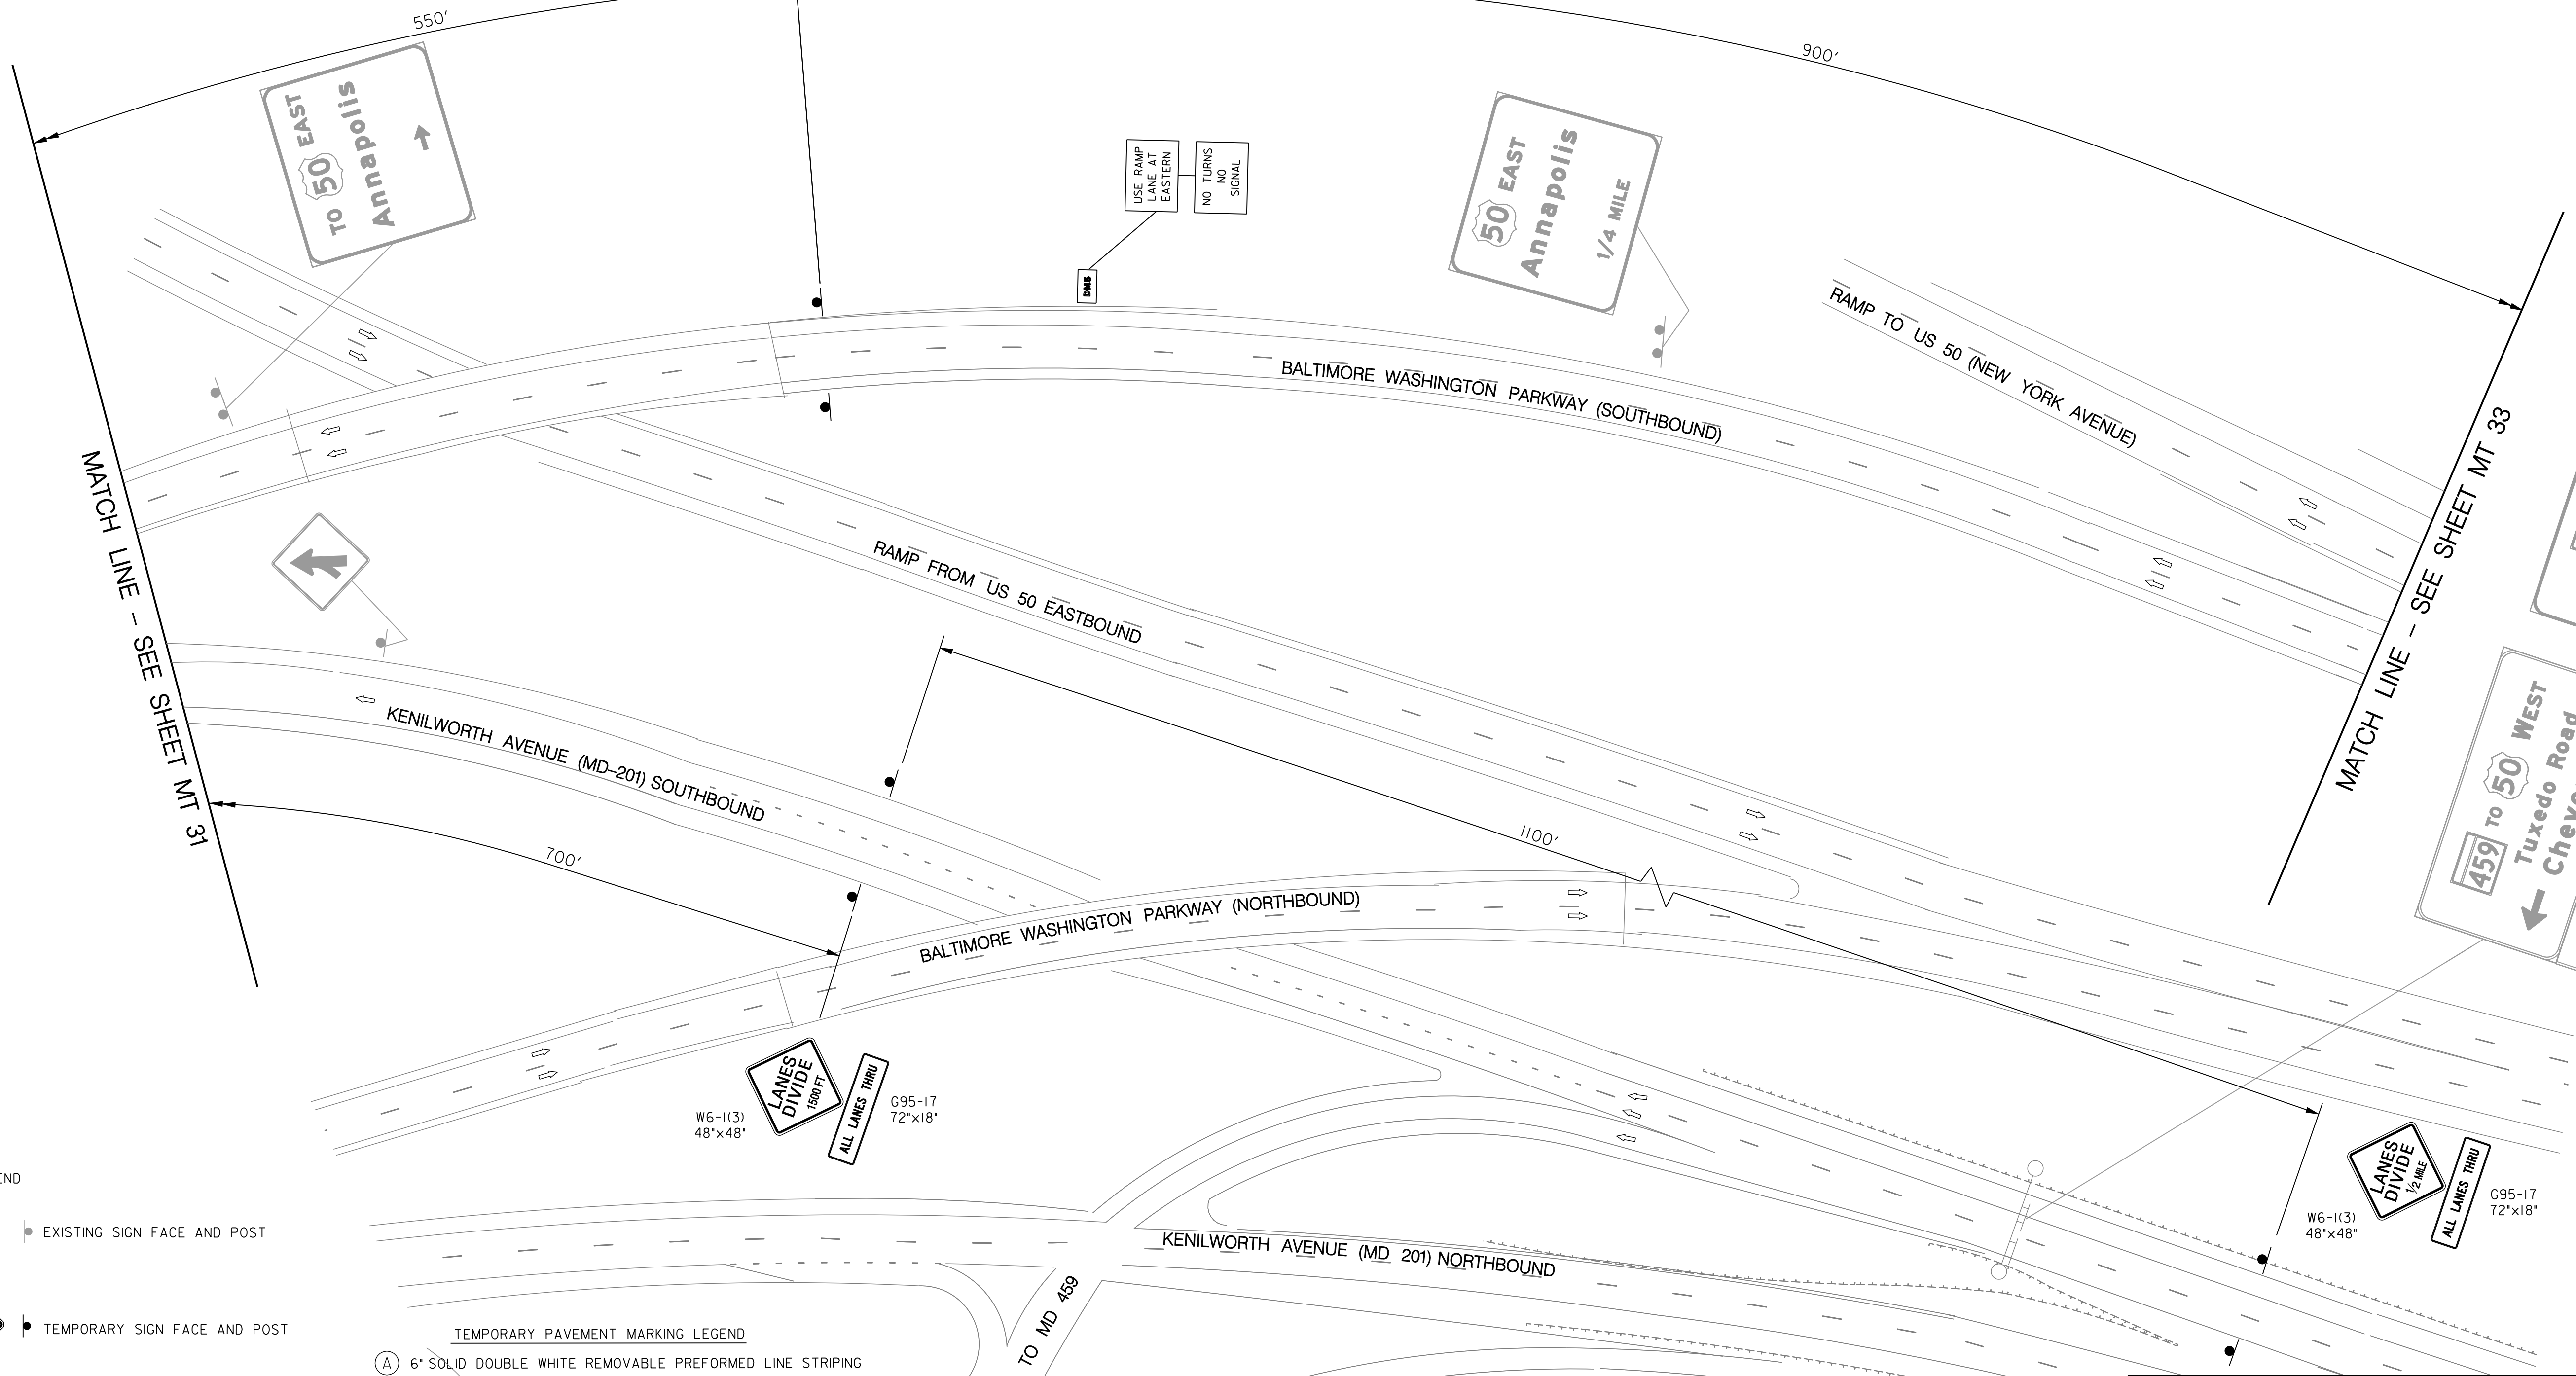 550'
900'
TO 50 EAST
Annapolis
USE RAMP
LANE AT
EASTERN
NO TURNS
NO
SIGNAL
DMS
50 EAST
Annapolis
1/4 MILE
RAMP TO US 50 (NEW YORK AVENUE)
BALTIMORE WASHINGTON PARKWAY (SOUTHBOUND)
MATCH LINE - SEE SHEET MT 33
MATCH LINE - SEE SHEET MT 31
RAMP FROM US 50 EASTBOUND
KENILWORTH AVENUE (MD-201) SOUTHBOUND
700'
1100'
BALTIMORE WASHINGTON PARKWAY (NORTHBOUND)
459 TO 50 WEST
Tuxedo Road
LANES
DIVIDE
1500 FT
ALL LANES THRU
W6-1(3)
48"x48"
G95-17
72"x18"
LANES
DIVIDE
1/2 MILE
ALL LANES THRU
W6-1(3)
48"x48"
G95-17
72"x18"
EXISTING SIGN FACE AND POST
KENILWORTH AVENUE (MD 201) NORTHBOUND
TO MD 459
TEMPORARY SIGN FACE AND POST
TEMPORARY PAVEMENT MARKING LEGEND
A 6" SOLID DOUBLE WHITE REMOVABLE PREFORMED LINE STRIPING